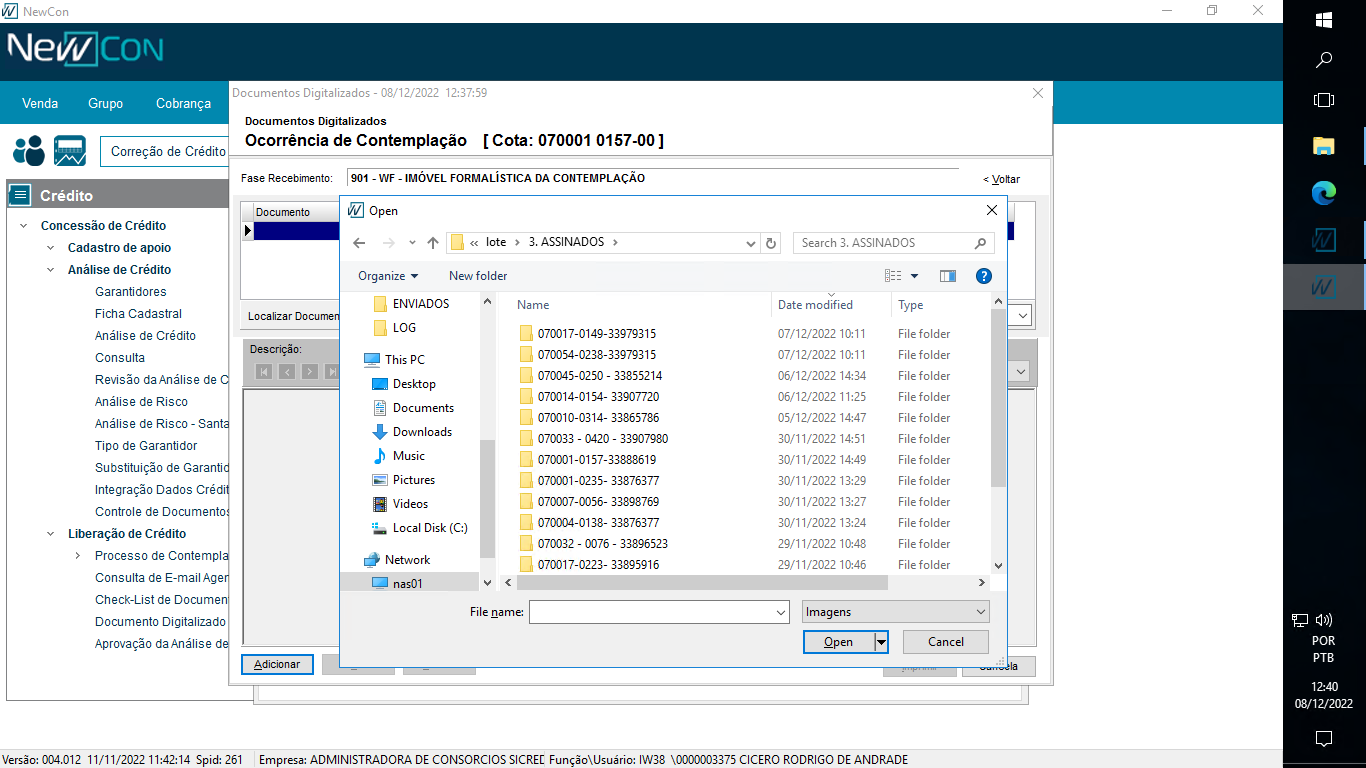 NewCon
NewCon
Venda Grupo Cobrança
Correção de Crédito
Crédito
Concessão de Crédito
Cadastro de apoio
Análise de Crédito
Garantidores
Ficha Cadastral
Análise de Crédito
Consulta
Revisão da Análise de C
Análise de Risco
Análise de Risco - Santa
Tipo de Garantidor
Substituição de Garantid
Integração Dados Crédit
Controle de Documentos
Liberação de Crédito
Processo de Contempla
Consulta de E-mail Agen
Check-List de Documen
Documento Digitalizado
Aprovação da Análise de
Documentos Digitalizados - 08/12/2022 12:37:59
Documentos Digitalizados
Ocorrência de Contemplação [ Cota: 070001 0157-00 ]
Fase Recebimento: 901 - WF - IMÓVEL FORMALÍSTICA DA CONTEMPLAÇÃO < Voltar
Documento
Localizar Documen
Descrição:
Open
« lote > 3. ASSINADOS > Search 3. ASSINADOS
Organize New folder
ENVIADOS
LOG
This PC
Desktop
Documents
Downloads
Music
Pictures
Videos
Local Disk (C:)
Network
nas01
Name Date modified Type
070017-0149-33979315 07/12/2022 10:11 File folder
070054-0238-33979315 07/12/2022 10:11 File folder
070045-0250 - 33855214 06/12/2022 14:34 File folder
070014-0154- 33907720 06/12/2022 11:25 File folder
070010-0314- 33865786 05/12/2022 14:47 File folder
070033 - 0420 - 33907980 30/11/2022 14:51 File folder
070001-0157-33888619 30/11/2022 14:49 File folder
070001-0235- 33876377 30/11/2022 13:29 File folder
070007-0056- 33898769 30/11/2022 13:27 File folder
070004-0138- 33876377 30/11/2022 13:24 File folder
070032 - 0076 - 33896523 29/11/2022 10:48 File folder
070017-0223- 33895916 29/11/2022 10:46 File folder
File name: Imagens
Open Cancel
Adicionar
Versão: 004.012 11/11/2022 11:42:14 Spid: 261 Empresa: ADMINISTRADORA DE CONSORCIOS SICRED Função\Usuário: IW38 \0000003375 CICERO RODRIGO DE ANDRADE
POR
PTB
12:40
08/12/2022